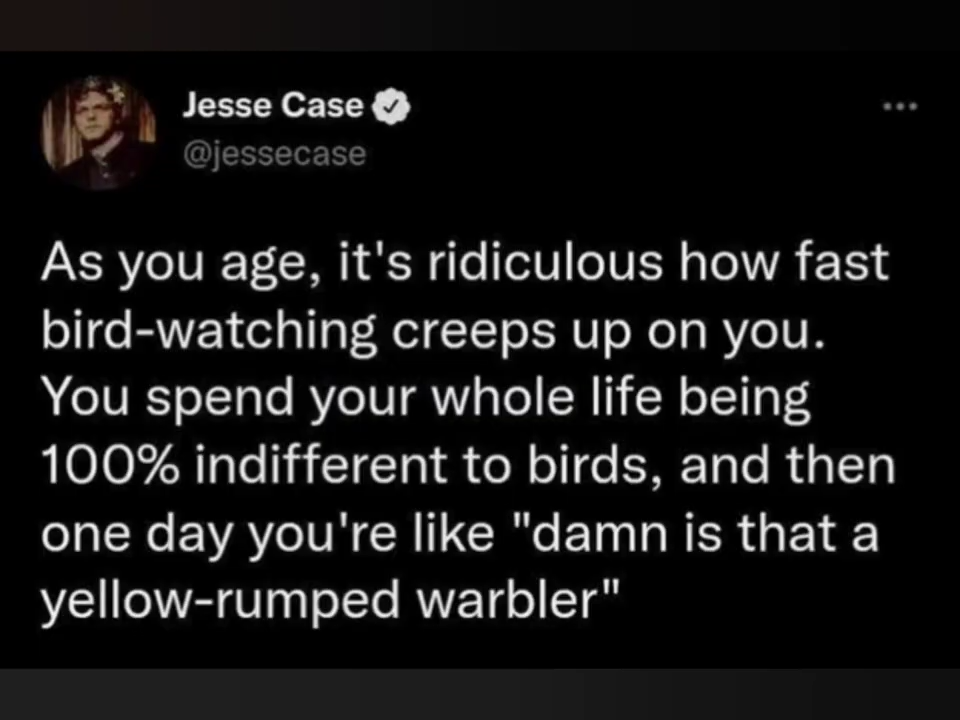 Jesse Case
@jessecase
As you age, it's ridiculous how fast
bird-watching creeps up on you.
You spend your whole life being
100% indifferent to birds, and then
one day you're like "damn is that a
yellow-rumped warbler"